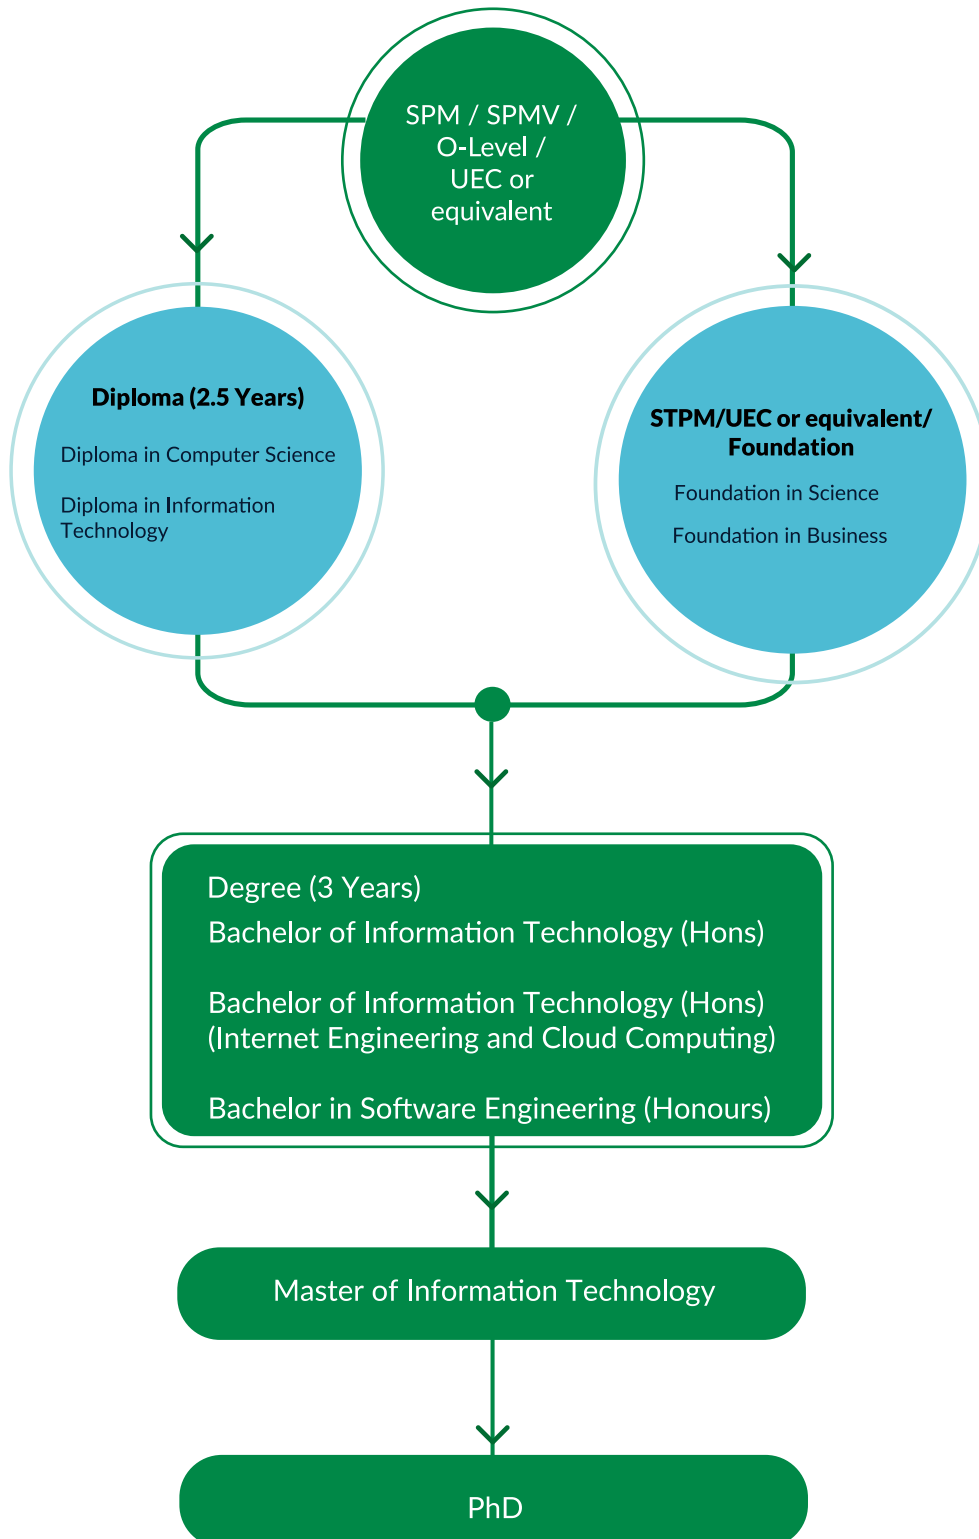 SPM / SPMV /
O-Level /
UEC or
equivalent
Diploma (2.5 Years)
Diploma in Computer Science
Diploma in Information
Technology
STPM/UEC or equivalent/
Foundation
Foundation in Science
Foundation in Business
Degree (3 Years)
Bachelor of Information Technology (Hons)
Bachelor of Information Technology (Hons)
(Internet Engineering and Cloud Computing)
Bachelor in Software Engineering (Honours)
Master of Information Technology
PhD